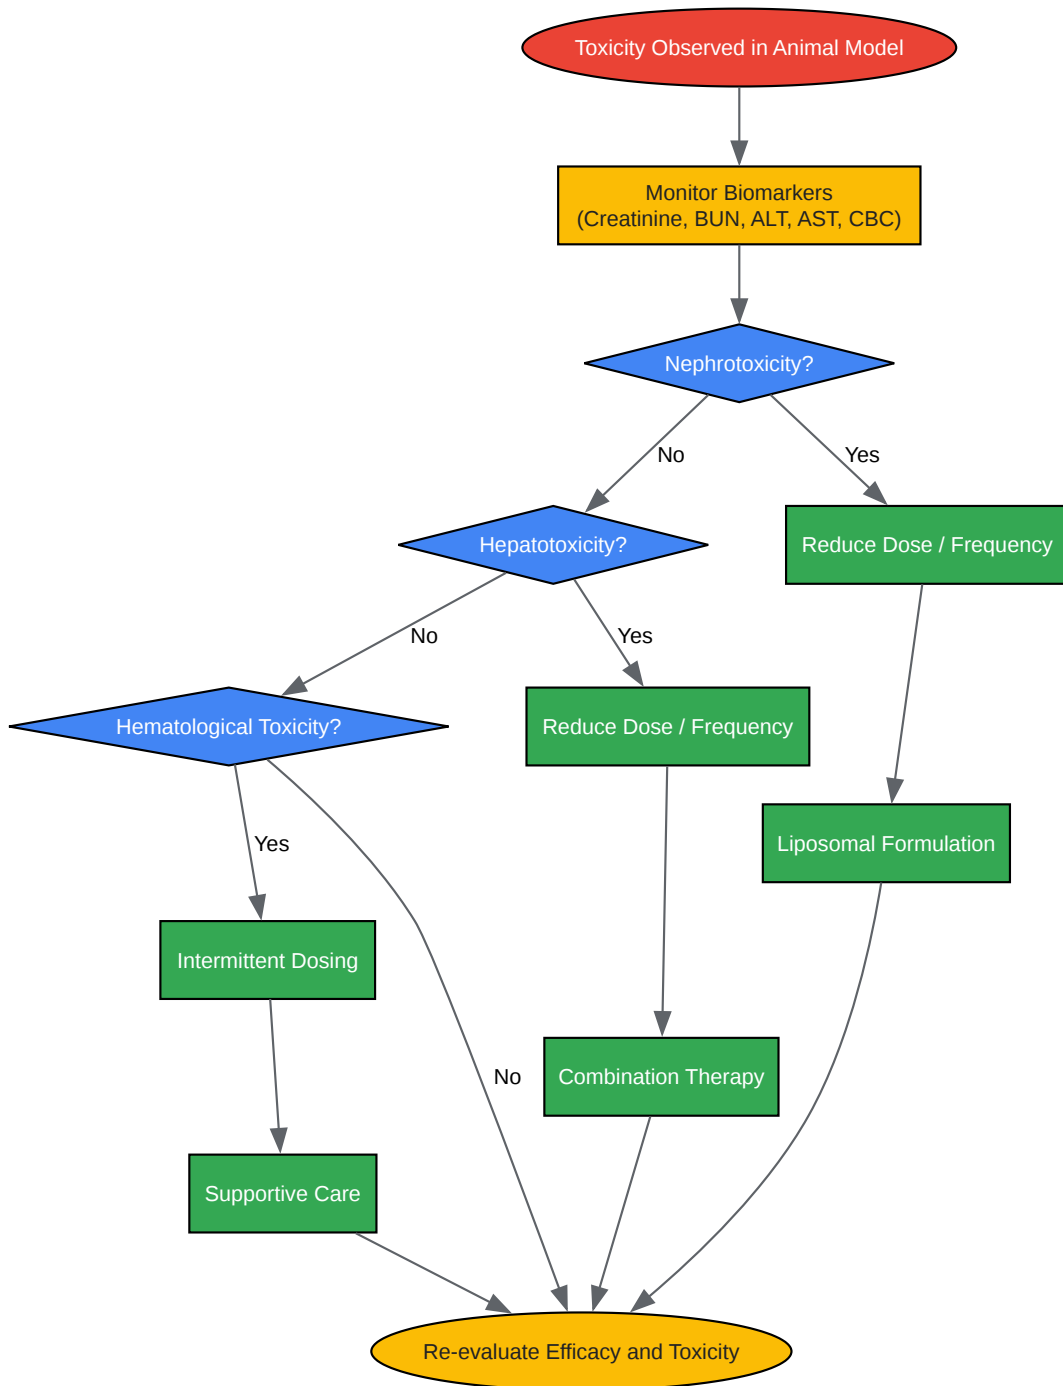 Toxicity Observed in Animal Model
Monitor Biomarkers
(Creatinine, BUN, ALT, AST, CBC)
Nephrotoxicity?
No
Yes
Hepatotoxicity?
Reduce Dose / Frequency
No
Yes
Hematological Toxicity?
Reduce Dose / Frequency
Yes
Liposomal Formulation
Intermittent Dosing
No
Combination Therapy
Supportive Care
Re-evaluate Efficacy and Toxicity